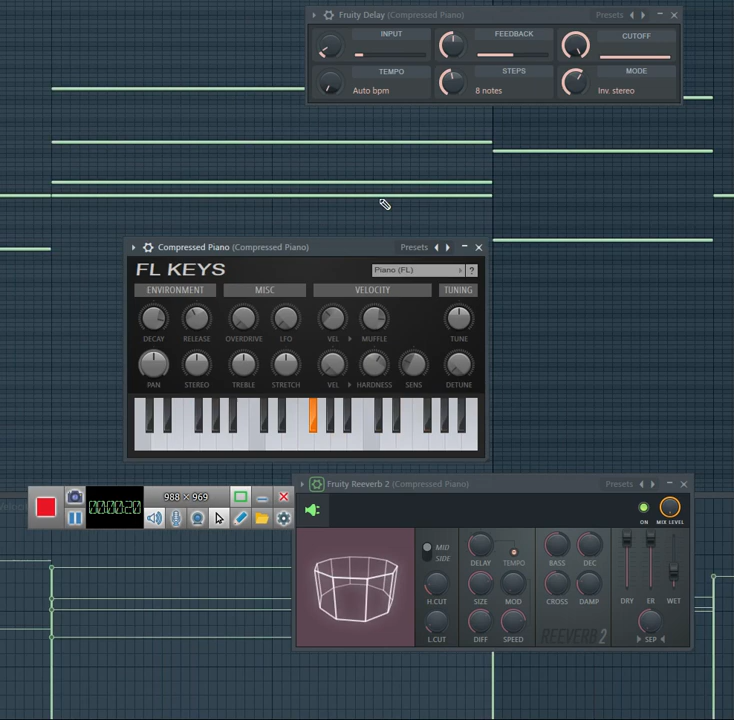 Fruity Delay (Compressed Piano) Presets
INPUT FEEDBACK CUTOFF
TEMPO STEPS MODE
Auto bpm 8 notes Inv. stereo
Compressed Piano (Compressed Piano) Presets
FL KEYS Piano (FL) ?
ENVIRONMENT MISC VELOCITY TUNING
DECAY RELEASE OVERDRIVE LFO VEL MUFFLE TUNE
PAN STEREO TREBLE STRETCH VEL HARDNESS SENS DETUNE
Fruity Reeverb 2 (Compressed Piano) Presets
988 × 969
ON MIX LEVEL
MID
SIDE
DELAY TEMPO BASS DEC
H.CUT SIZE MOD CROSS DAMP DRY ER WET
L.CUT DIFF SPEED REEVERB 2 SEP